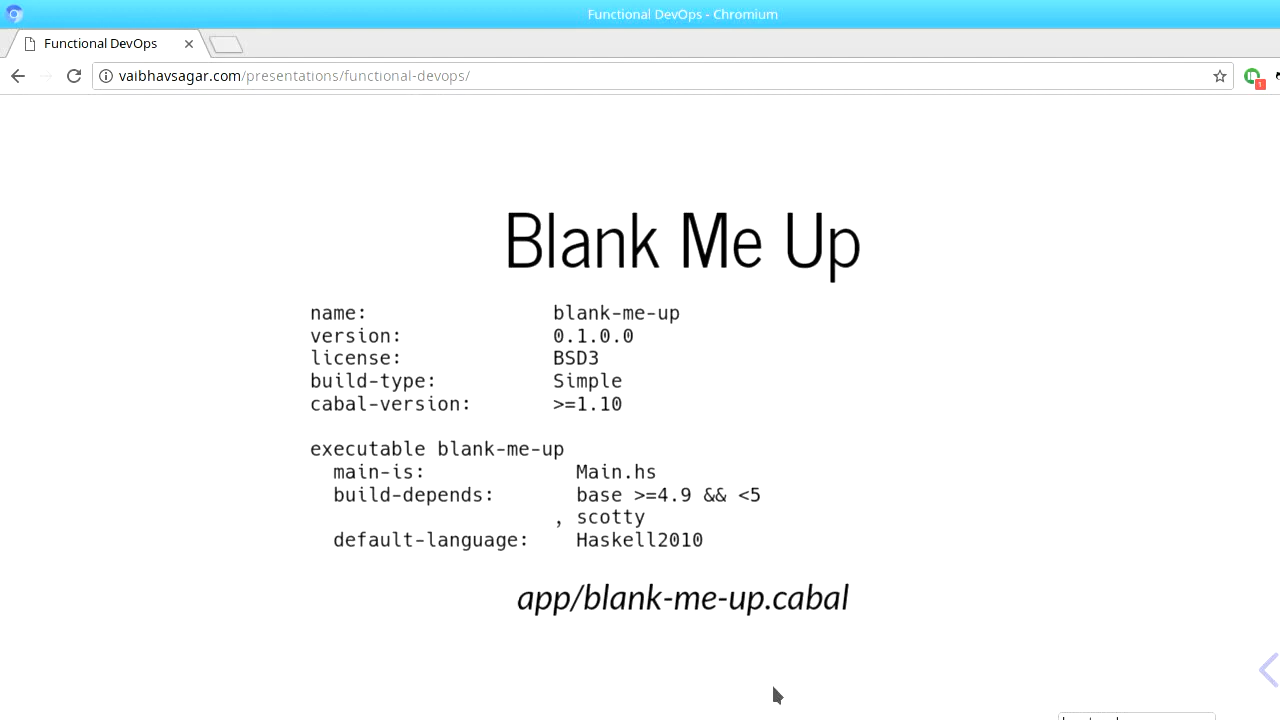 Functional DevOps - Chromium
Functional DevOps
vaibhavsagar.com/presentations/functional-devops/
Blank Me Up
name: blank-me-up
version: 0.1.0.0
license: BSD3
build-type: Simple
cabal-version: >=1.10
executable blank-me-up
main-is: Main.hs
build-depends: base >=4.9 && <5
, scotty
default-language: Haskell2010
app/blank-me-up.cabal